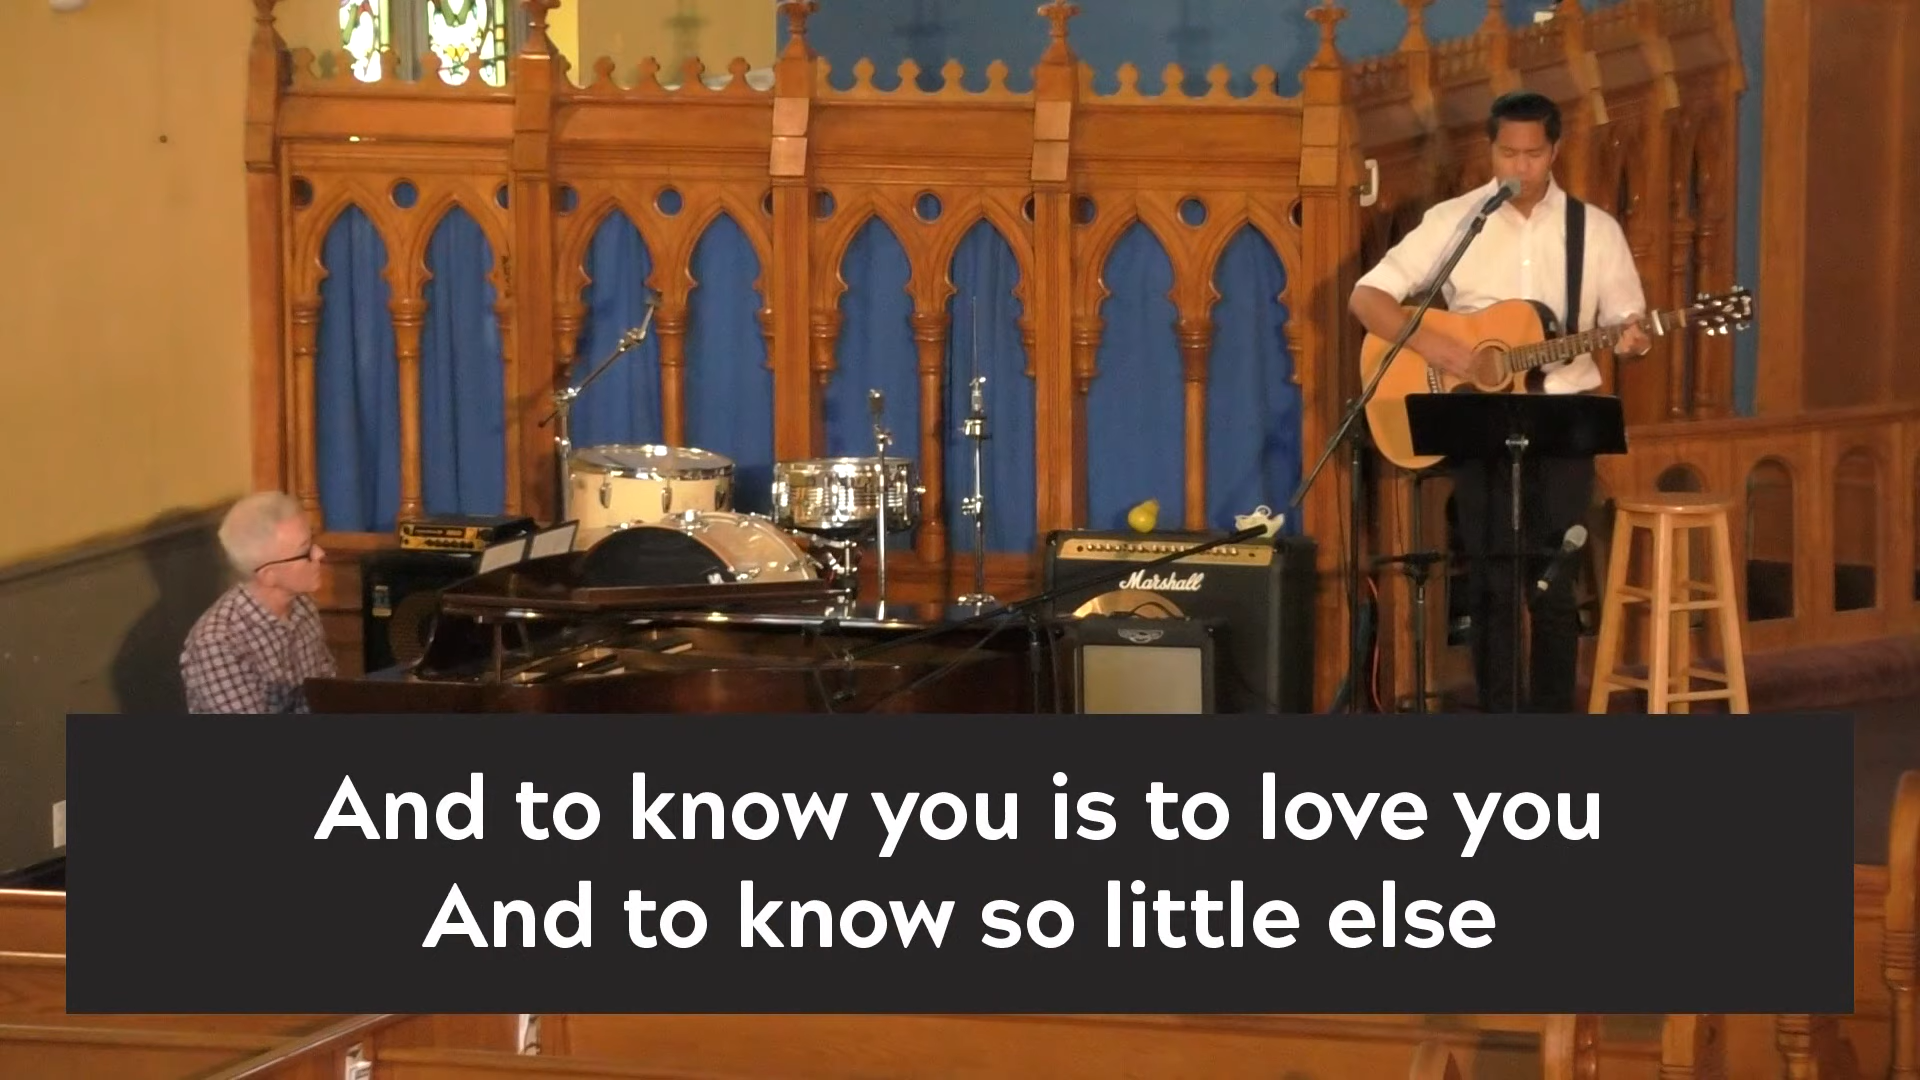 Marshall
And to know you is to love you
And to know so little else